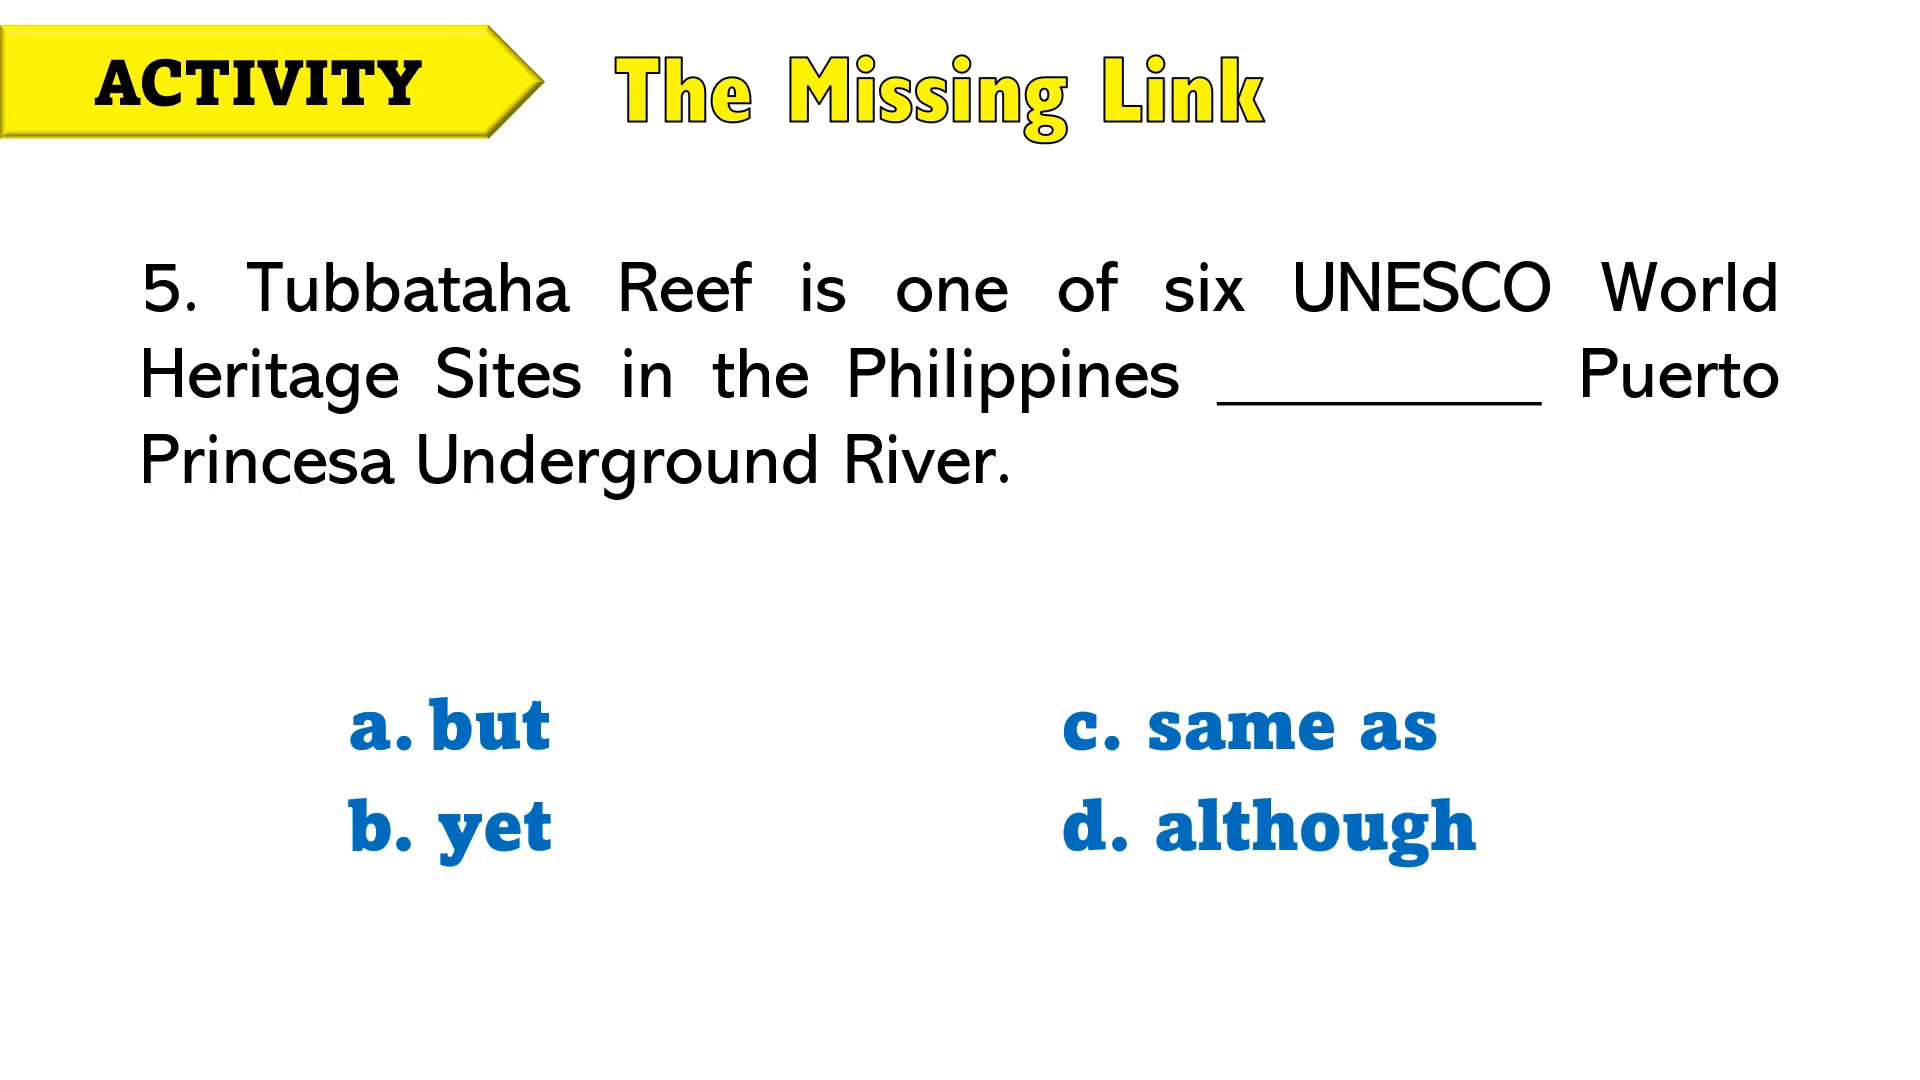 ACTIVITY
The Missing Link
5. Tubbataha Reef is one of six UNESCO World
Heritage Sites in the Philippines __________ Puerto
Princesa Underground River.
a. but
c. same as
b. yet
d. although